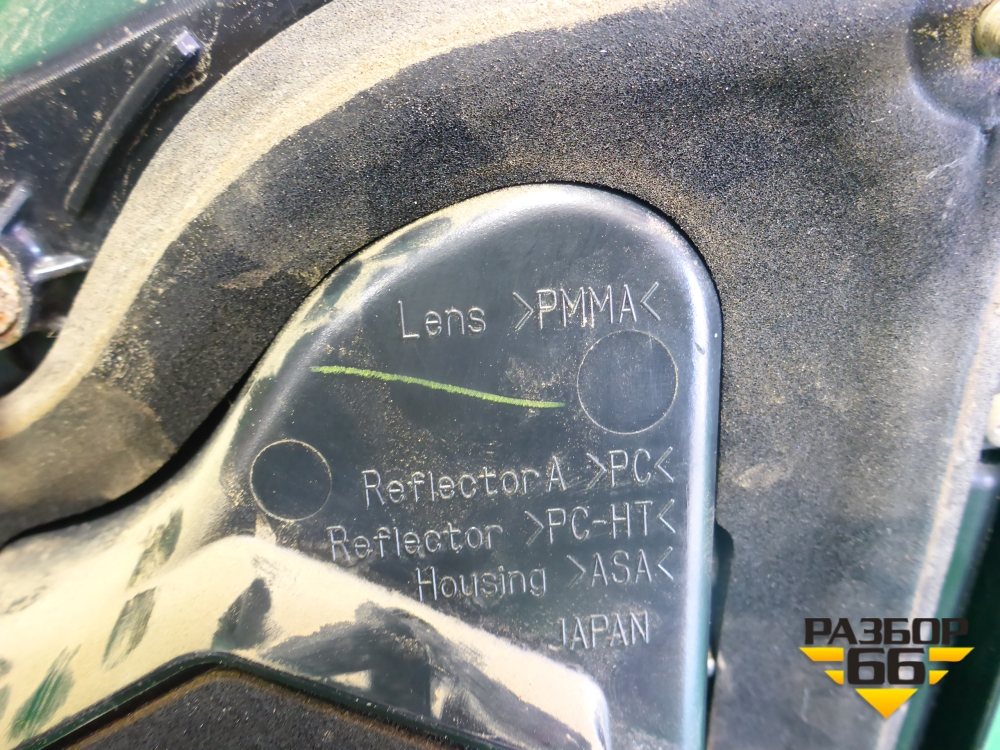 Lens >PMMA<
ReflectorA >PC<
Reflector >PC-HT<
Housing >ASA<
JAPAN
РАЗБОР
66